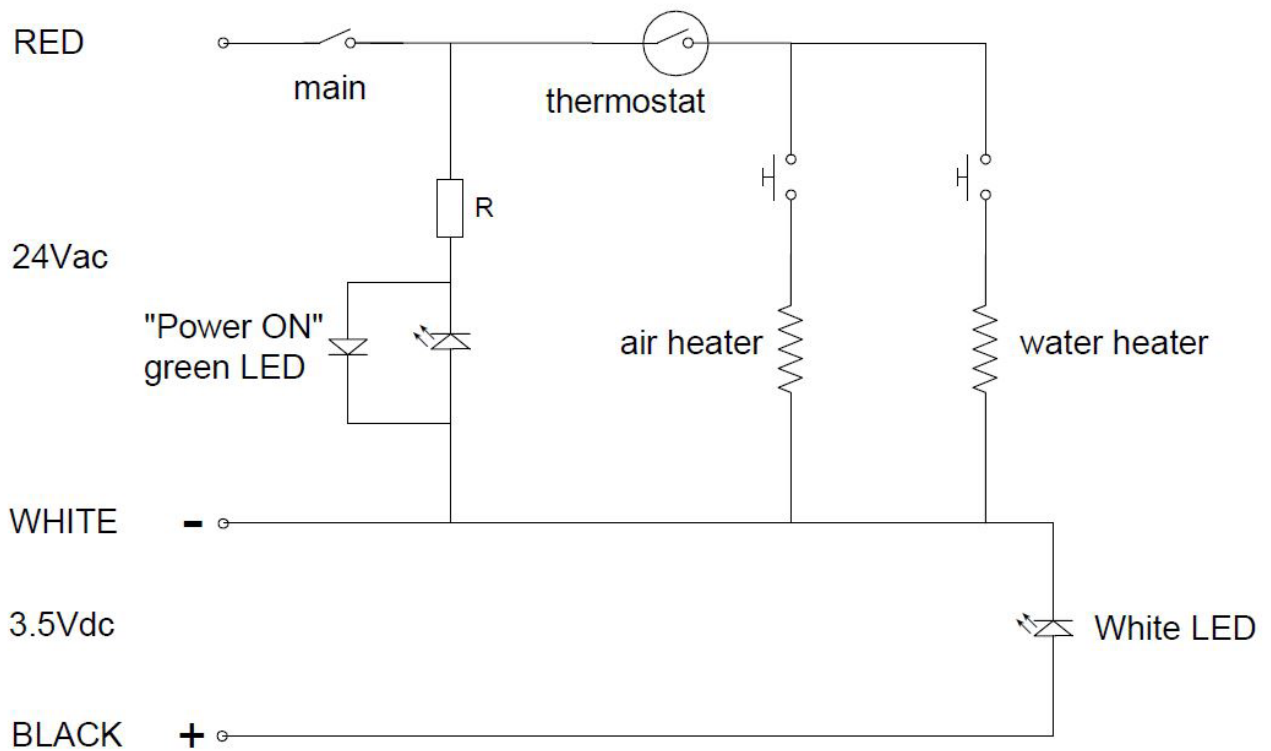 RED
main
thermostat
R
24Vac
"Power ON"
green LED
air heater
water heater
WHITE -
3.5Vdc
White LED
BLACK +